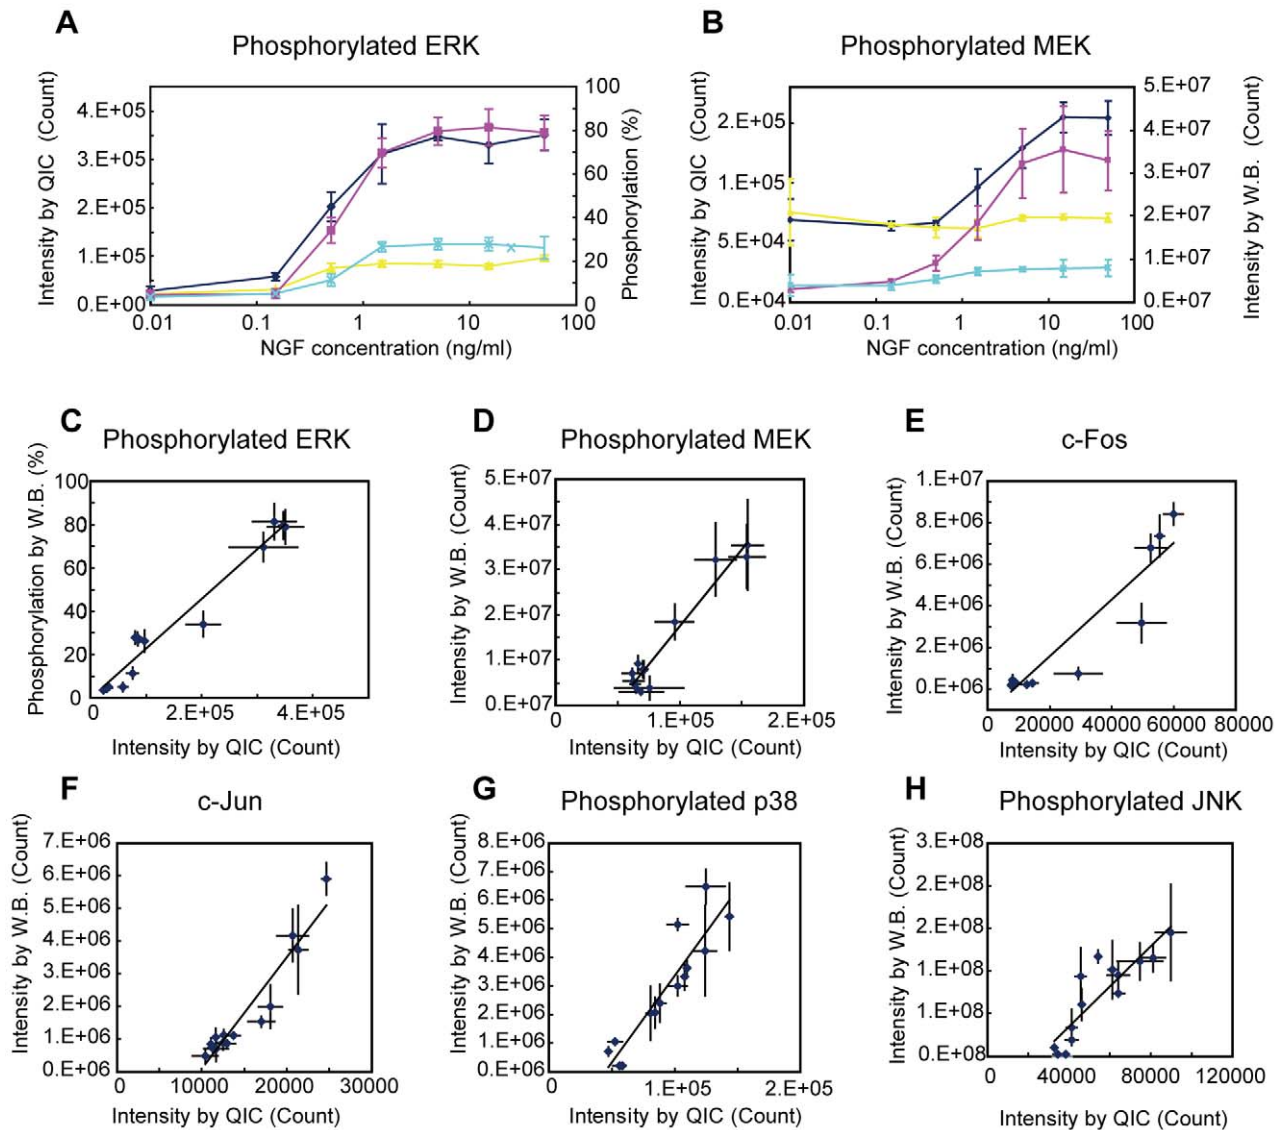 A
Phosphorylated ERK
Intensity by QIC (Count)
4.E+05
3.E+05
2.E+05
1.E+05
0.E+00
100
80
60
40
20
0
Phosphorylation (%)
0.01
0.1
1
10
100
NGF concentration (ng/ml)
B
Phosphorylated MEK
Intensity by QIC (Count)
2.E+05
1.E+05
5.E+04
0.E+04
5.E+07
4.E+07
3.E+07
2.E+07
1.E+07
0.E+07
Intensity by W.B. (Count)
0.01
0.1
1
10
100
NGF concentration (ng/ml)
C
Phosphorylated ERK
Phosphorylation by W.B. (%)
100
80
60
40
20
0
0
2.E+05
4.E+05
Intensity by QIC (Count)
D
Phosphorylated MEK
Intensity by W.B. (Count)
5.E+07
4.E+07
3.E+07
2.E+07
1.E+07
0.E+07
0
1.E+05
2.E+05
Intensity by QIC (Count)
E
c-Fos
Intensity by W.B. (Count)
1.E+07
8.E+06
6.E+06
4.E+06
2.E+06
0.E+06
0
20000
40000
60000
80000
Intensity by QIC (Count)
F
c-Jun
Intensity by W.B. (Count)
7.E+06
6.E+06
5.E+06
4.E+06
3.E+06
2.E+06
1.E+06
0.E+06
0
10000
20000
30000
Intensity by QIC (Count)
G
Phosphorylated p38
Intensity by W.B. (Count)
8.E+06
7.E+06
6.E+06
5.E+06
4.E+06
3.E+06
2.E+06
1.E+06
0.E+06
0
1.E+05
2.E+05
Intensity by QIC (Count)
H
Phosphorylated JNK
Intensity by W.B. (Count)
3.E+08
2.E+08
2.E+08
1.E+08
1.E+08
0.E+08
0
40000
80000
120000
Intensity by QIC (Count)